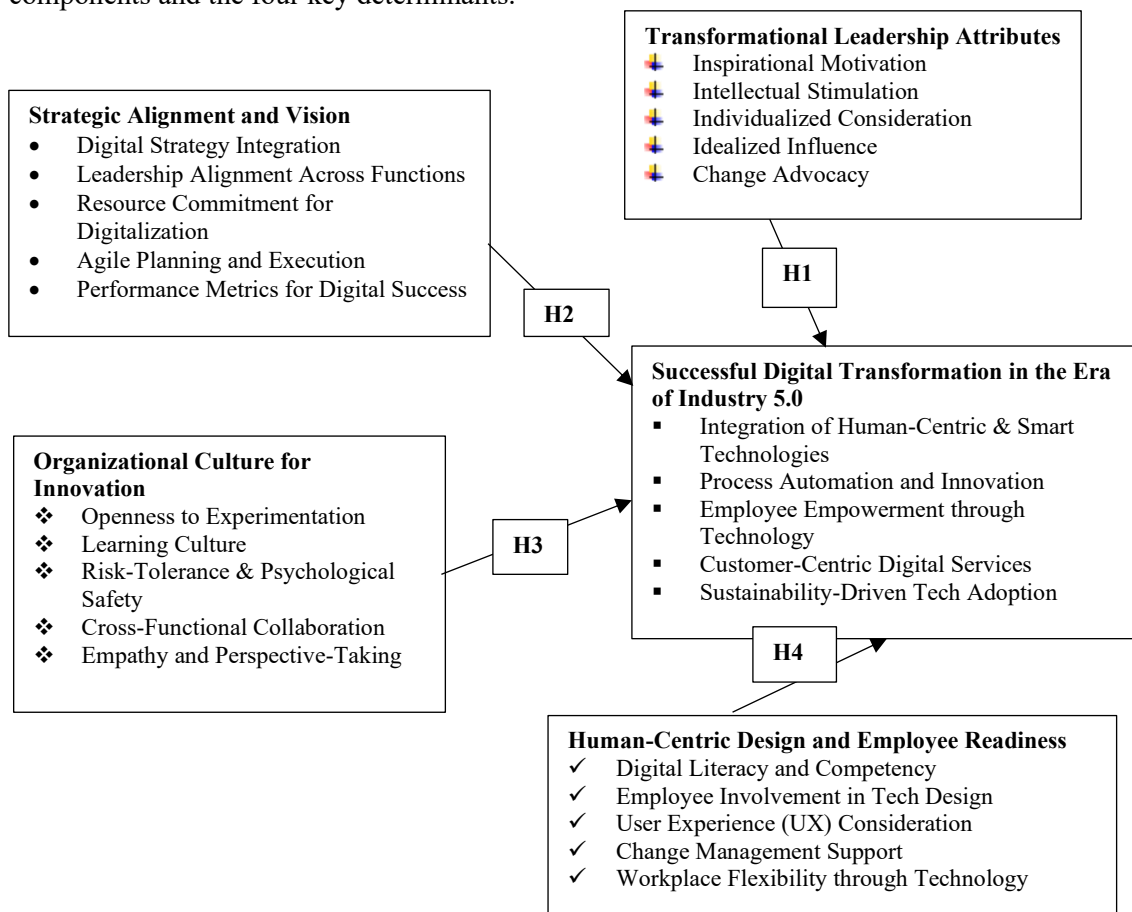 components and the four key determinants.
Transformational Leadership Attributes
Inspirational Motivation
Intellectual Stimulation
Individualized Consideration
Idealized Influence
Change Advocacy
H1
Strategic Alignment and Vision
• Digital Strategy Integration
• Leadership Alignment Across Functions
• Resource Commitment for
Digitalization
• Agile Planning and Execution
• Performance Metrics for Digital Success
H2
Successful Digital Transformation in the Era
of Industry 5.0
▪ Integration of Human-Centric & Smart
Technologies
▪ Process Automation and Innovation
▪ Employee Empowerment through
Technology
▪ Customer-Centric Digital Services
▪ Sustainability-Driven Tech Adoption
Organizational Culture for
Innovation
❖ Openness to Experimentation
❖ Learning Culture
❖ Risk-Tolerance & Psychological
Safety
❖ Cross-Functional Collaboration
❖ Empathy and Perspective-Taking
H3
H4
Human-Centric Design and Employee Readiness
✓ Digital Literacy and Competency
✓ Employee Involvement in Tech Design
✓ User Experience (UX) Consideration
✓ Change Management Support
✓ Workplace Flexibility through Technology